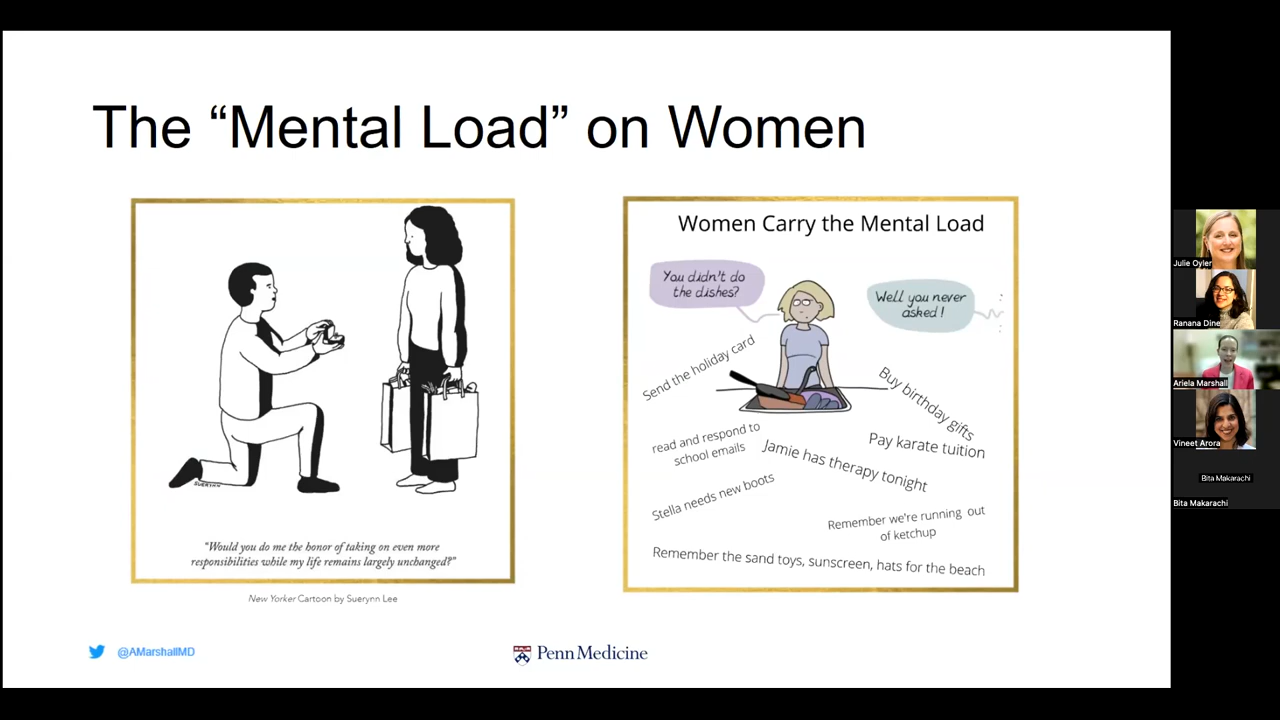 The “Mental Load” on Women
SUERYNN
“Would you do me the honor of taking on even more
responsibilities while my life remains largely unchanged?”
New Yorker Cartoon by Suerynn Lee
Women Carry the Mental Load
You didn't do
the dishes?
Well you never
asked!
Send the holiday card
Buy birthday gifts
read and respond to
school emails
Pay karate tuition
Jamie has therapy tonight
Stella needs new boots
Remember we're running out
of ketchup
Remember the sand toys, sunscreen, hats for the beach
@AMarshallMD
Penn Medicine
Julie Oyler
Ranana Dine
Ariela Marshall
Vineet Arora
Bita Makarachi
Bita Makarachi